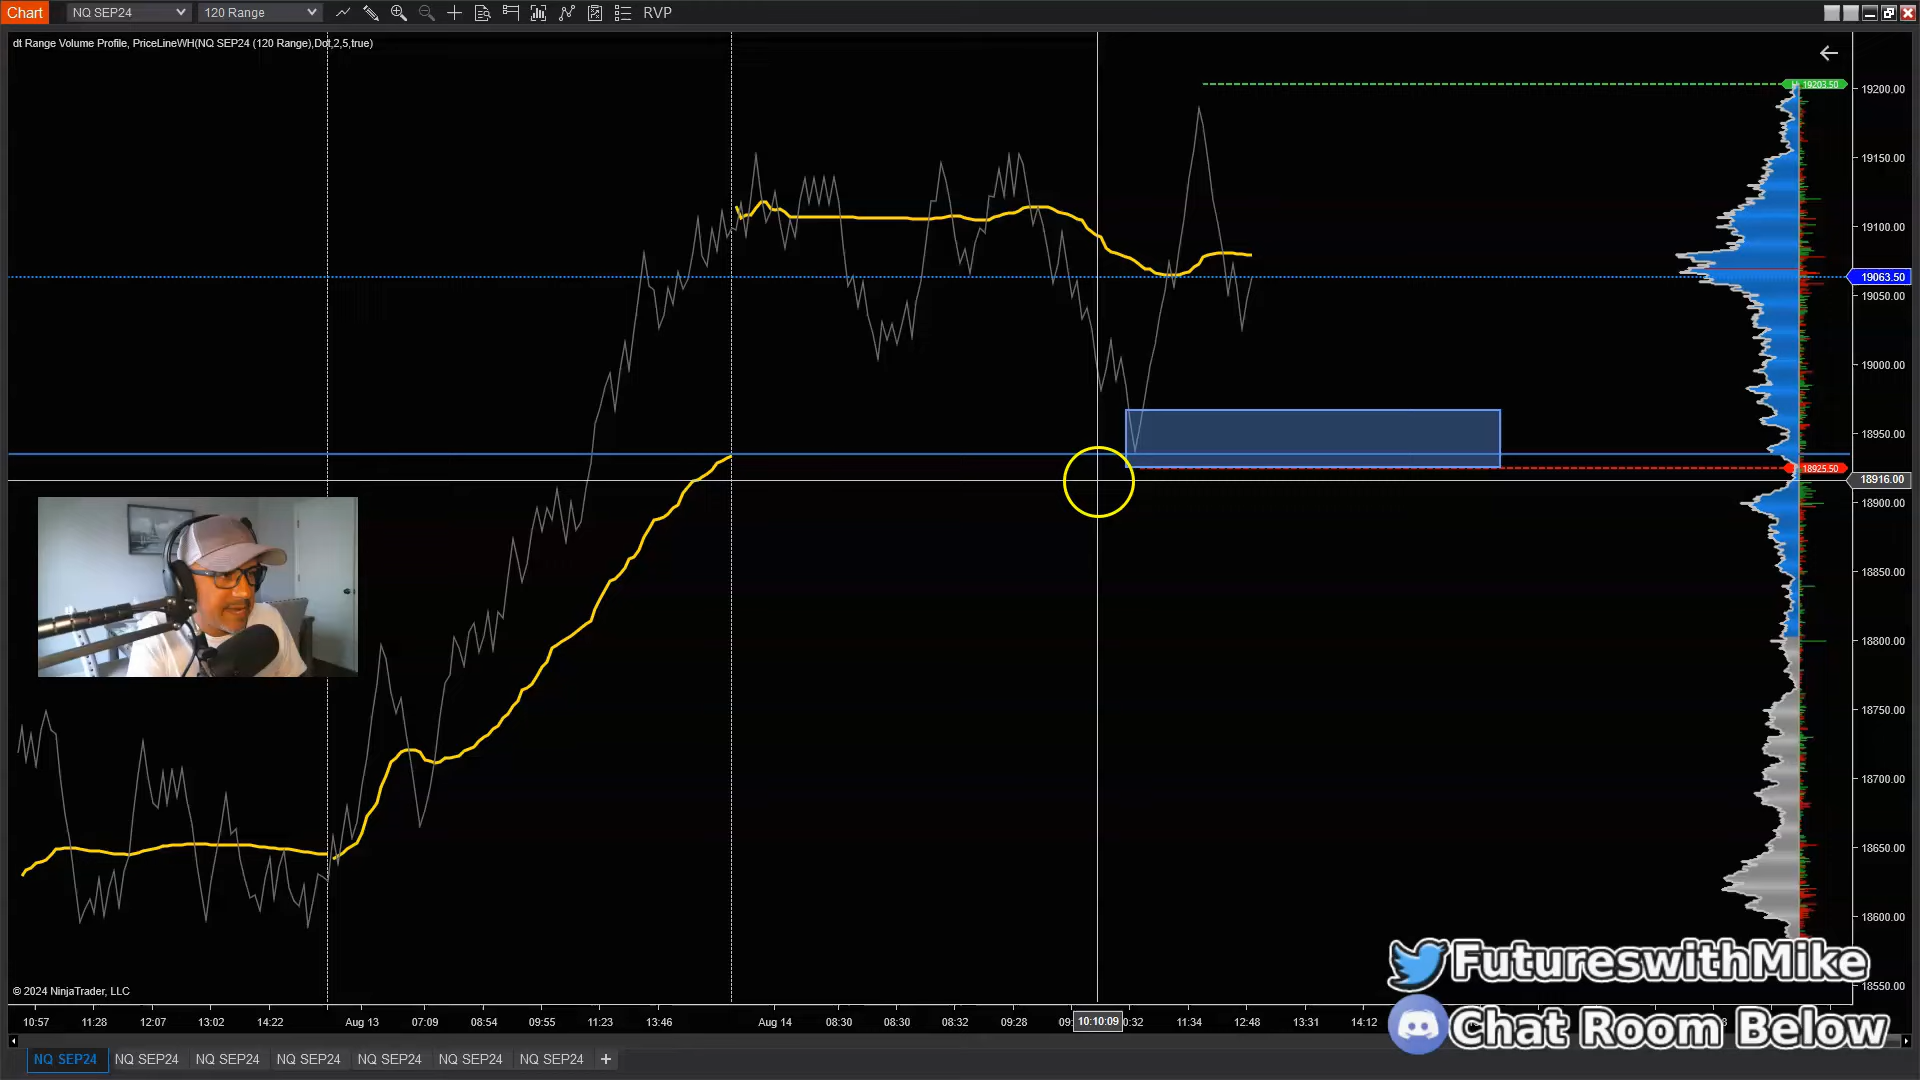 Chart NQ SEP24 120 Range RVP
dt Range Volume Profile, PriceLineWH(NQ SEP24 (120 Range),Dot,2,5,true)
19203.50
19200.00
19150.00
19100.00
19063.50
19050.00
19000.00
18950.00
18925.50
18916.00
18900.00
18850.00
18800.00
18750.00
18700.00
18650.00
18600.00
FutureswithMike
18550.00
© 2024 NinjaTrader, LLC
10:57 11:28 12:07 13:02 14:22 Aug 13 07:09 08:54 09:55 11:23 13:46 Aug 14 08:30 08:30 08:32 09:28 10:10:09 11:34 12:48 13:31 14:12
Chat Room Below
NQ SEP24 NQ SEP24 NQ SEP24 NQ SEP24 NQ SEP24 NQ SEP24 NQ SEP24 +